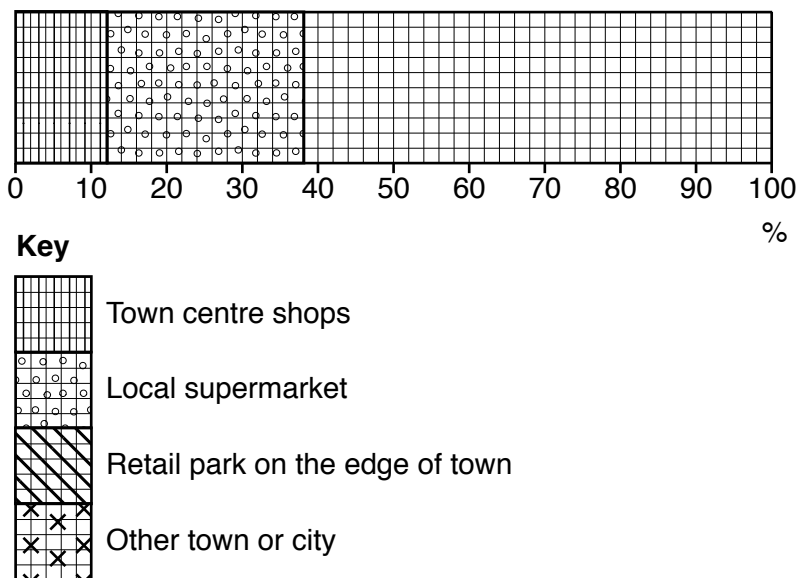 0 10 20 30 40 50 60 70 80 90 100
%
Key
Town centre shops
Local supermarket
Retail park on the edge of town
Other town or city